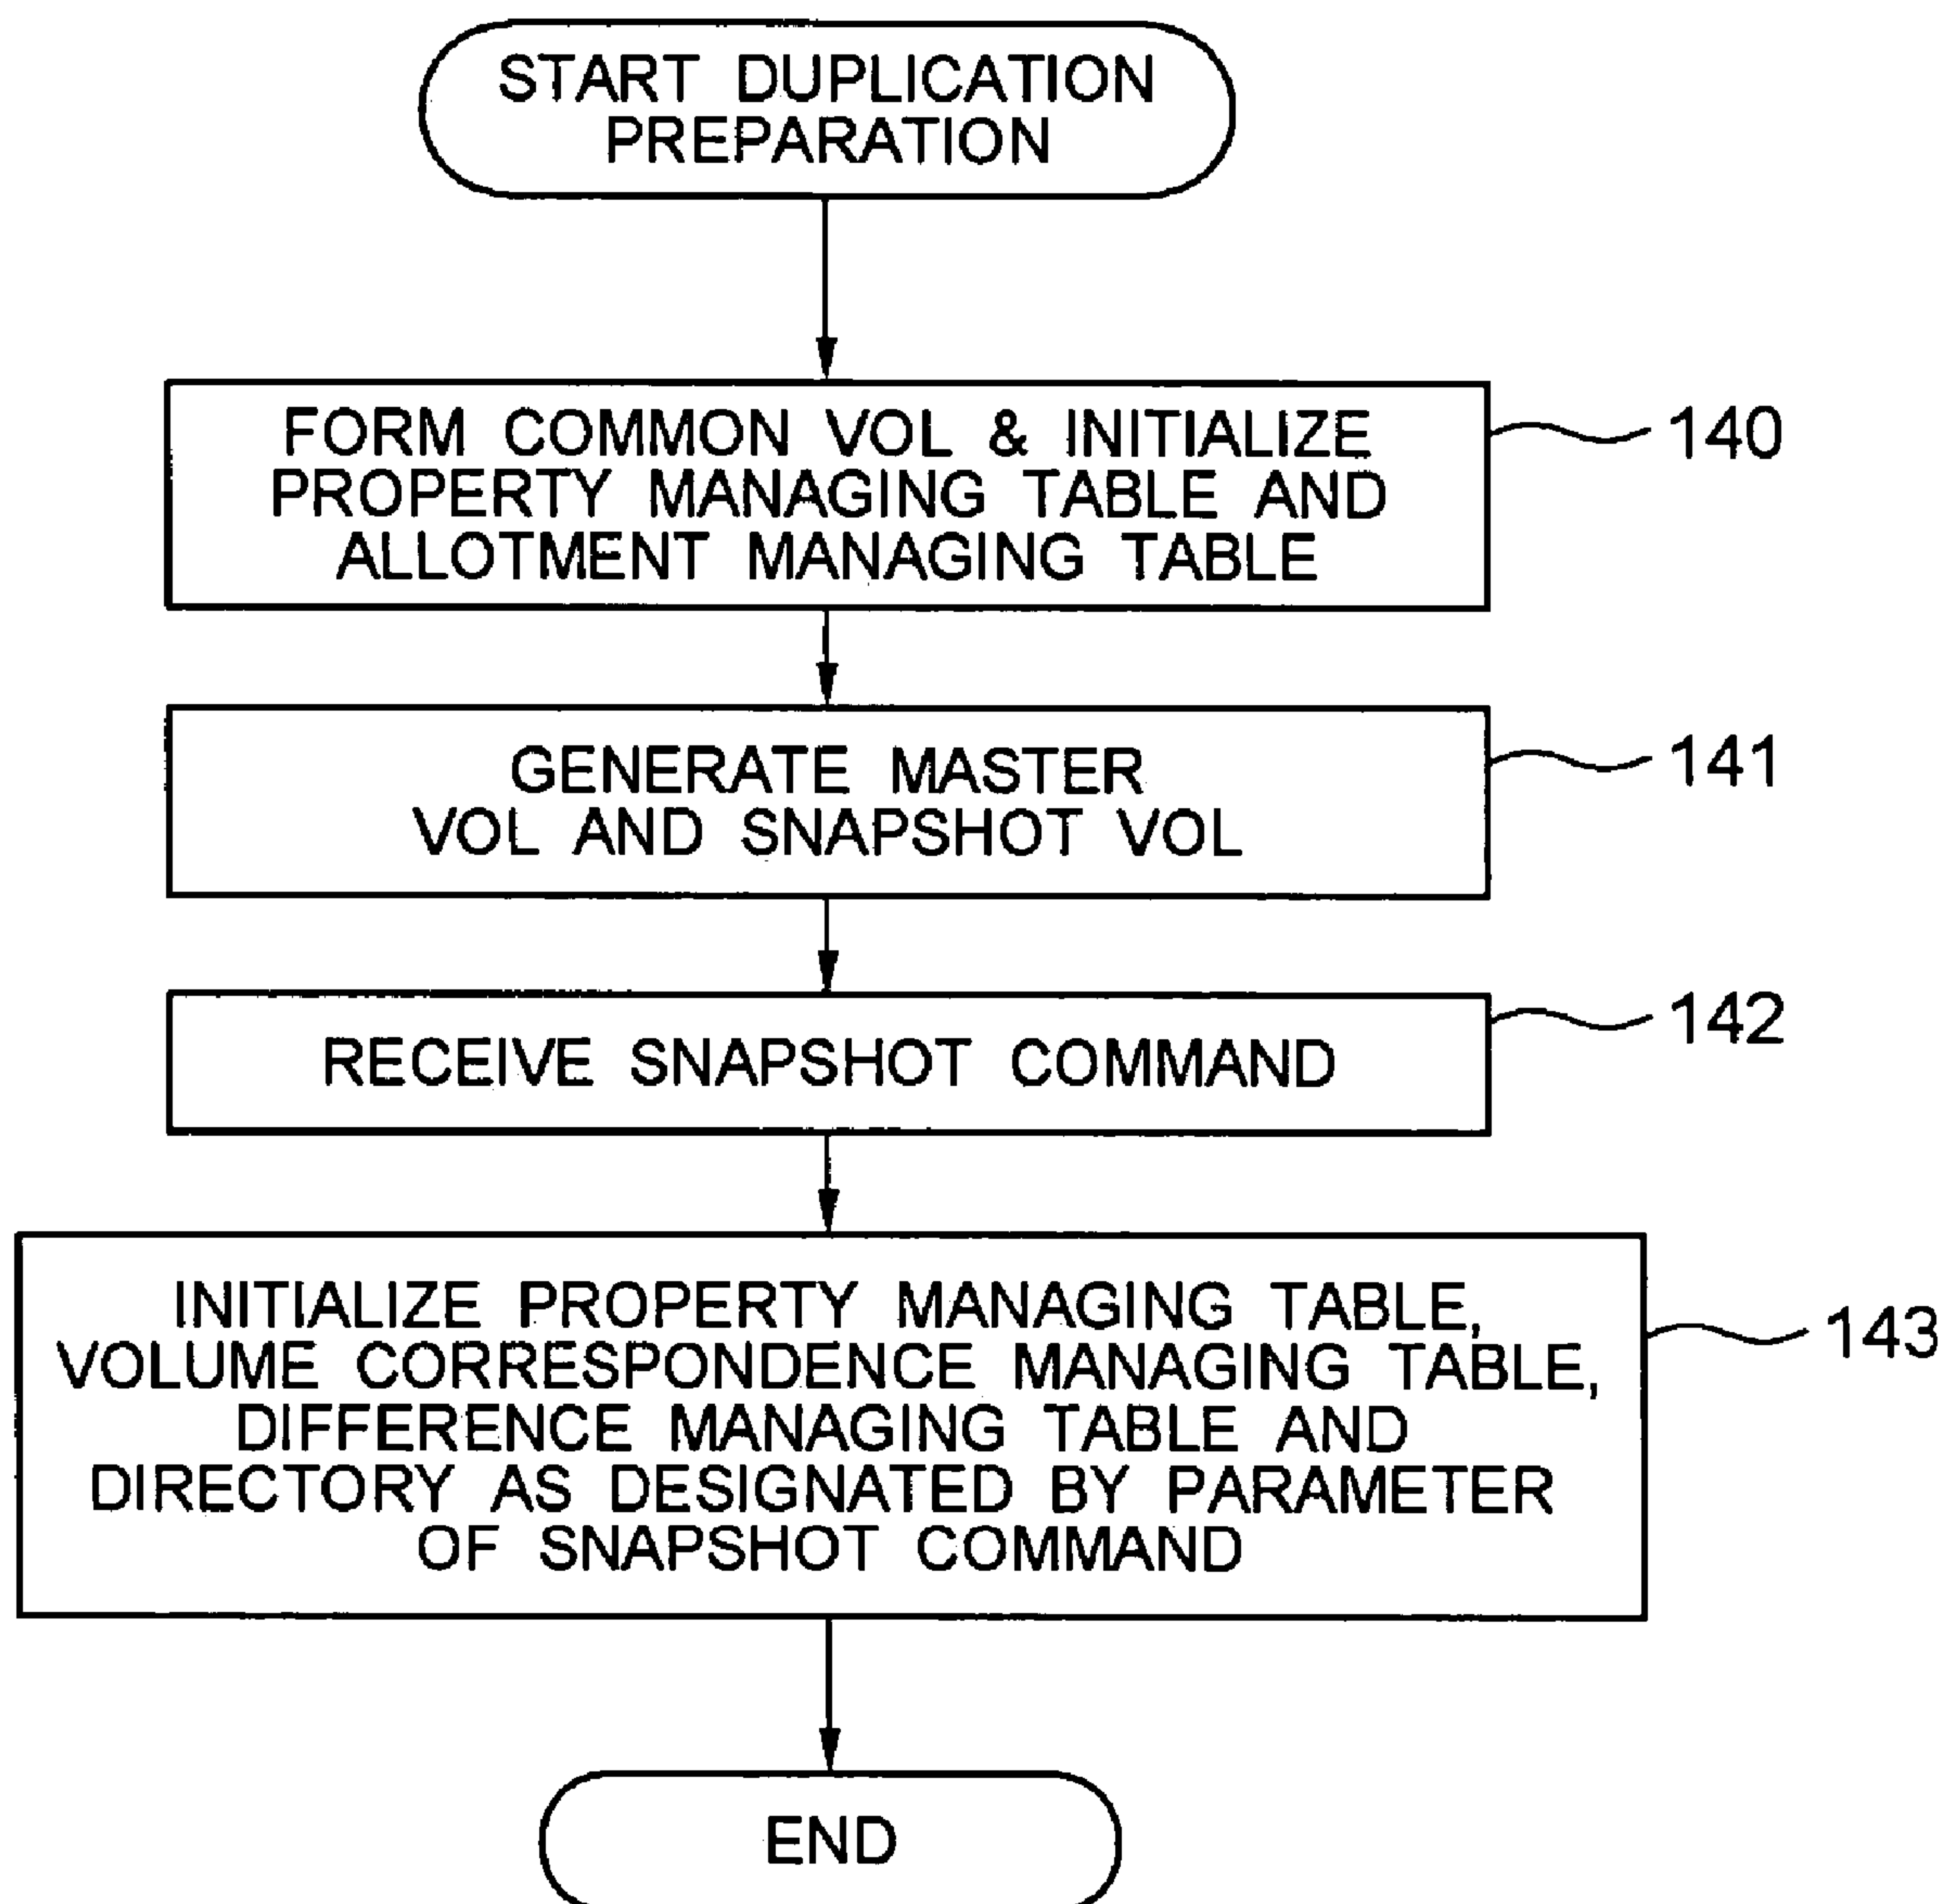 START DUPLICATION
PREPARATION
FORM COMMON VOL & INITIALIZE
PROPERTY MANAGING TABLE AND
ALLOTMENT MANAGING TABLE
140
GENERATE MASTER
VOL AND SNAPSHOT VOL
141
RECEIVE SNAPSHOT COMMAND
142
INITIALIZE PROPERTY MANAGING TABLE,
VOLUME CORRESPONDENCE MANAGING TABLE,
DIFFERENCE MANAGING TABLE AND
DIRECTORY AS DESIGNATED BY PARAMETER
OF SNAPSHOT COMMAND
143
END